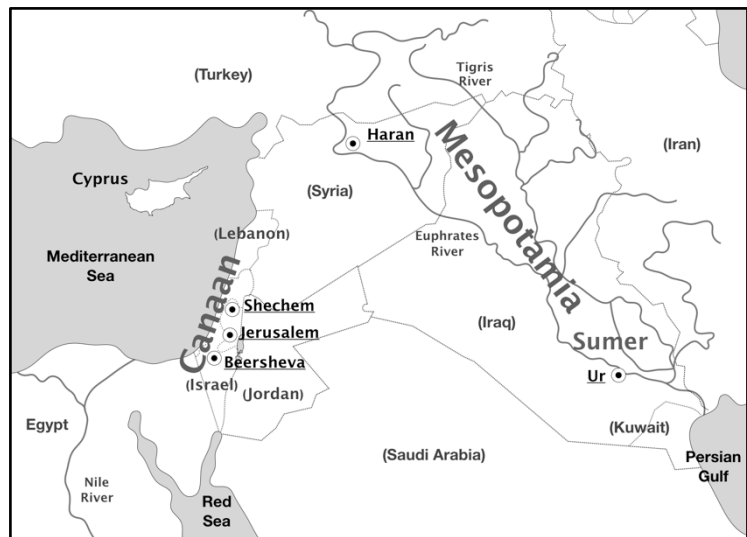 (Turkey)
Tigris
River
Haran
Mesopotamia
(Iran)
Cyprus
(Syria)
(Lebanon)
Euphrates
River
Mediterranean
Sea
Canaan
Shechem
Jerusalem
Beersheva
(Iraq)
Sumer
Ur
(Israel)
(Jordan)
Egypt
(Kuwait)
(Saudi Arabia)
Persian
Gulf
Nile
River
Red
Sea